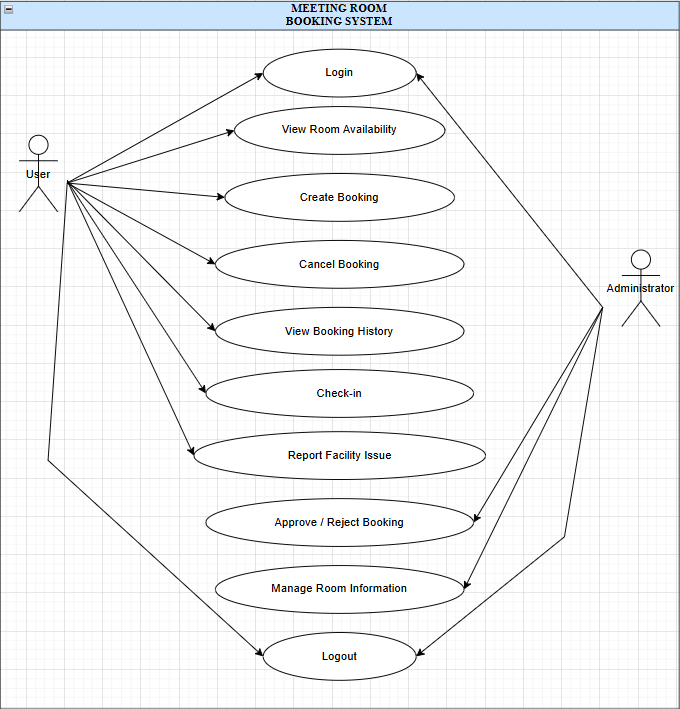 MEETING ROOM
BOOKING SYSTEM
Login
View Room Availability
User
Create Booking
Cancel Booking
Administrator
View Booking History
Check-in
Report Facility Issue
Approve / Reject Booking
Manage Room Information
Logout